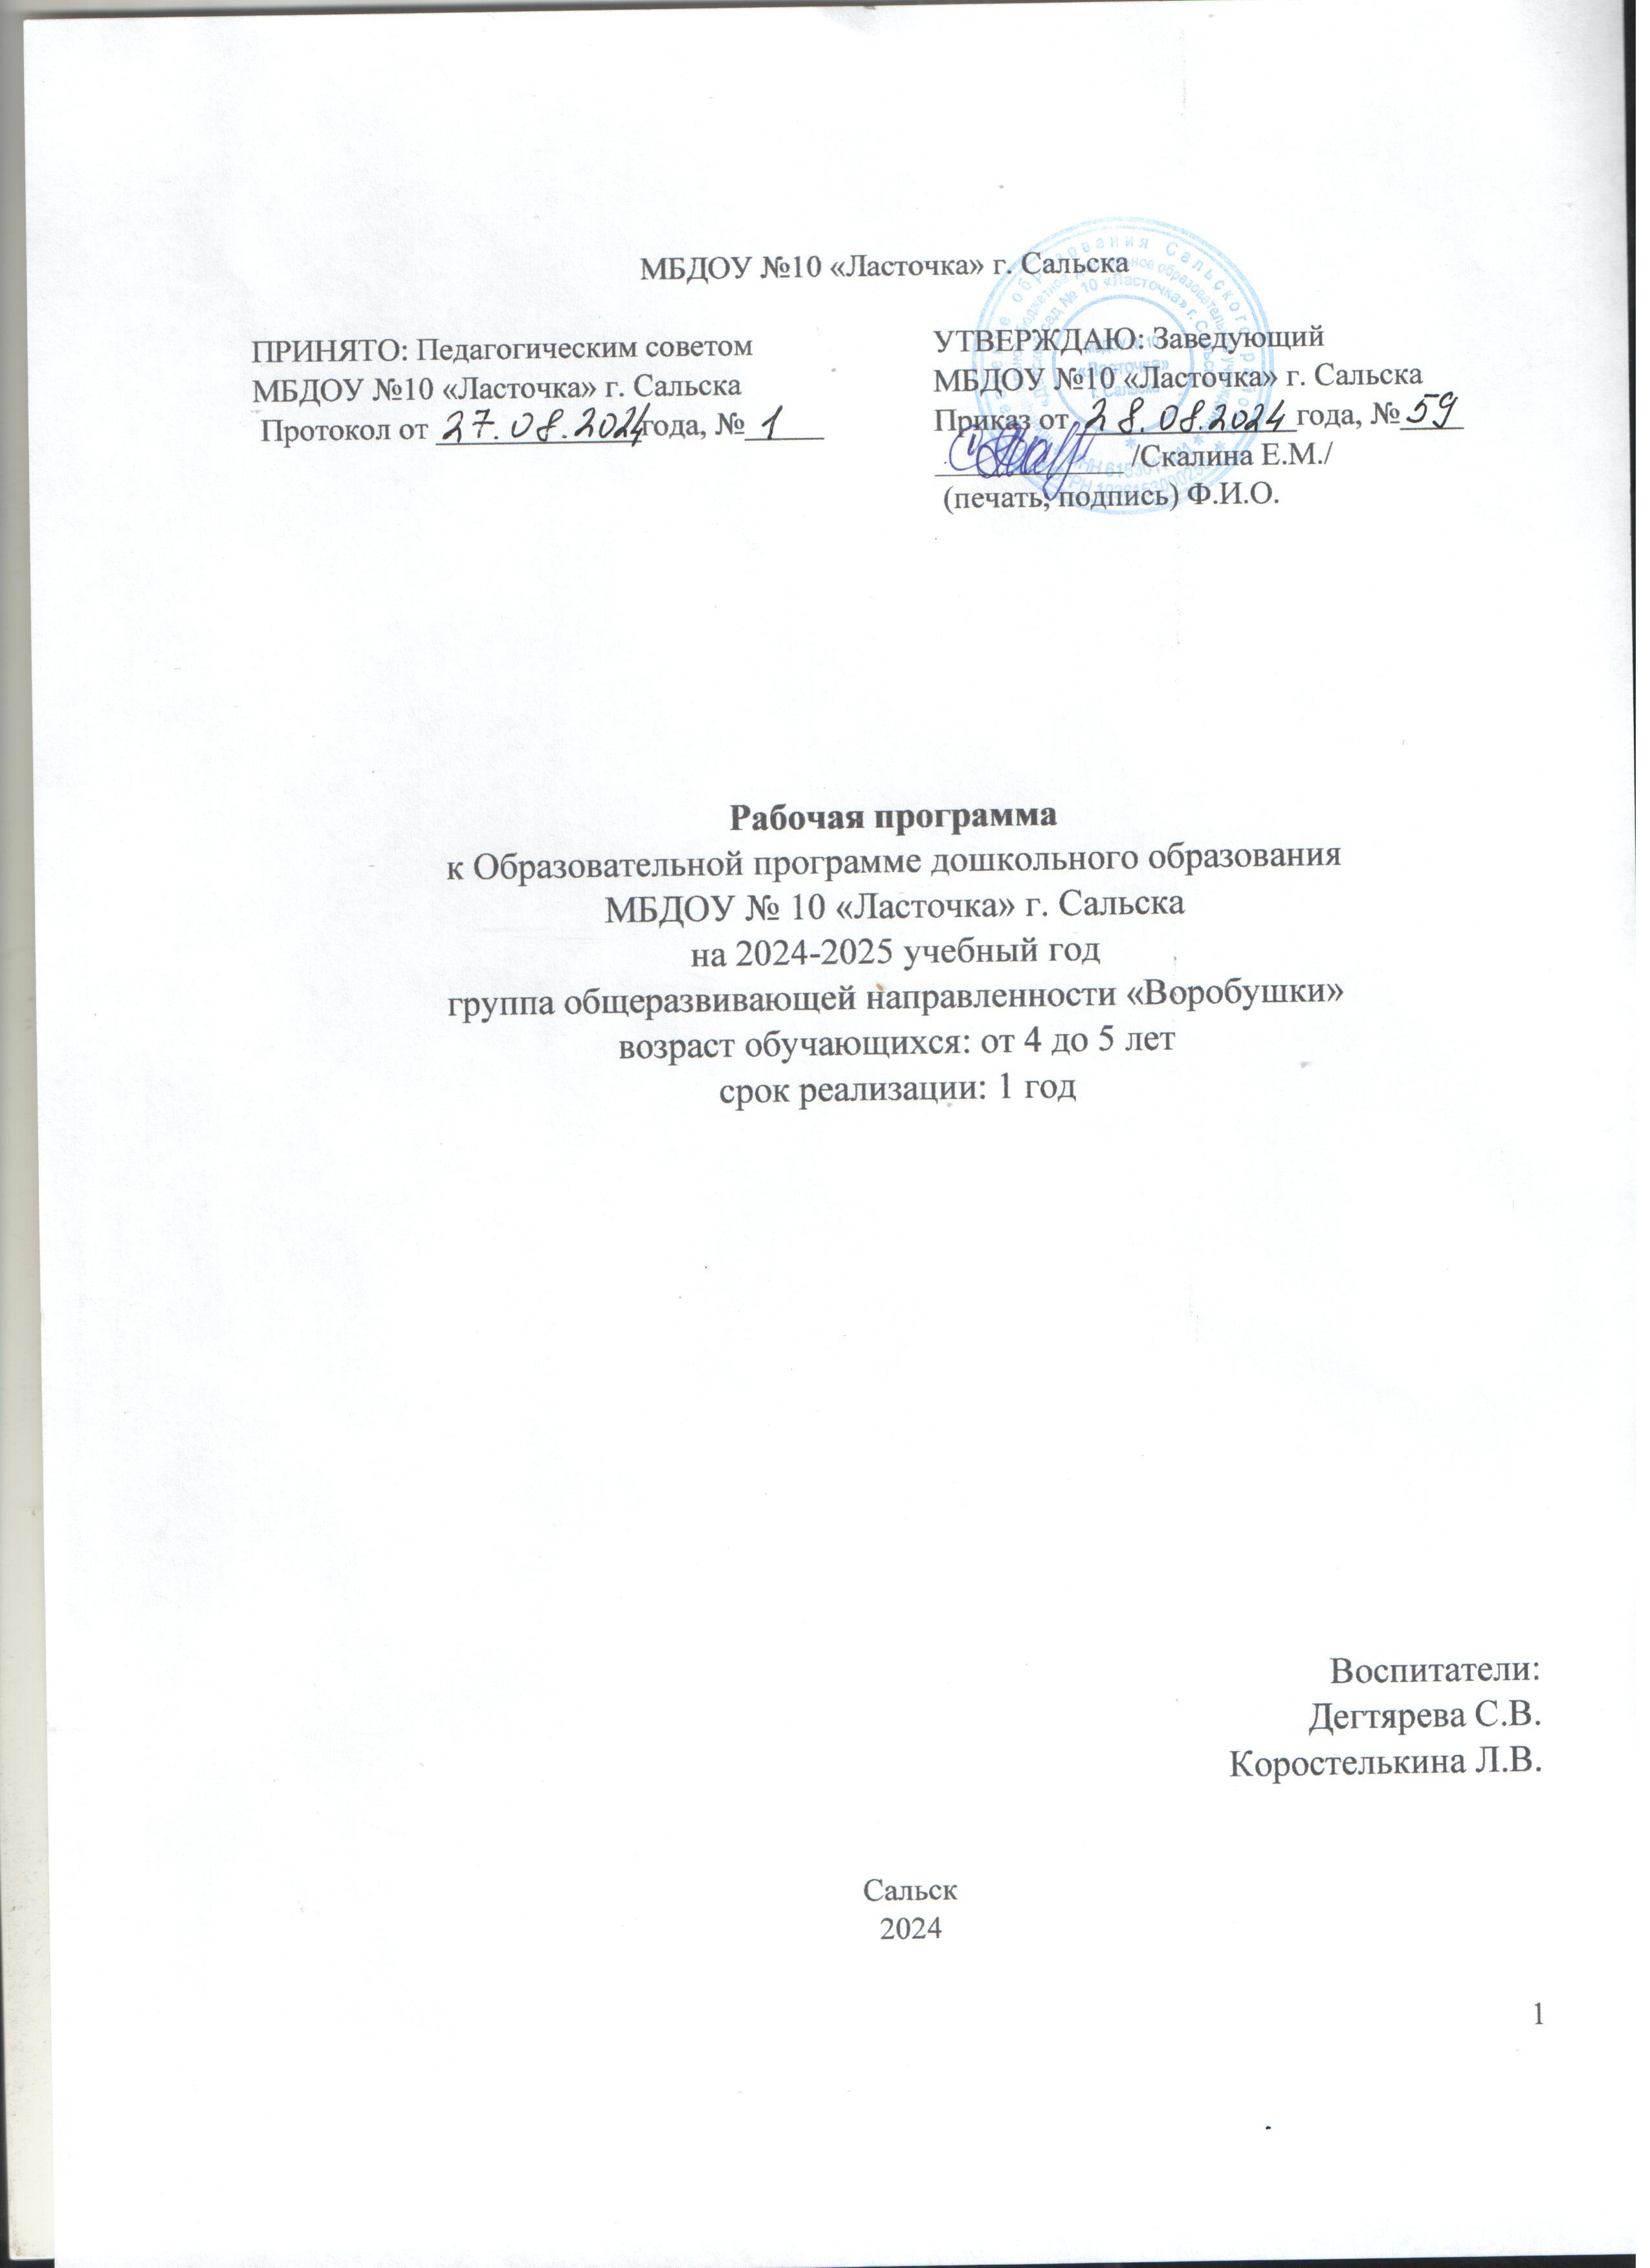 МБДОУ №10 «Ласточка» г. Сальска
ПРИНЯТО: Педагогическим советом
МБДОУ №10 «Ласточка» г. Сальска
Протокол от 27.08.2024 года, № 1
УТВЕРЖДАЮ: Заведующий
МБДОУ №10 «Ласточка» г. Сальска
Приказ от 28.08.2024 года, № 59
/Скалина Е.М./
(печать, подпись) Ф.И.О.
Рабочая программа
к Образовательной программе дошкольного образования
МБДОУ № 10 «Ласточка» г. Сальска
на 2024-2025 учебный год
группа общеразвивающей направленности «Воробушки»
возраст обучающихся: от 4 до 5 лет
срок реализации: 1 год
Воспитатели:
Дегтярева С.В.
Коростелькина Л.В.
Сальск
2024
1